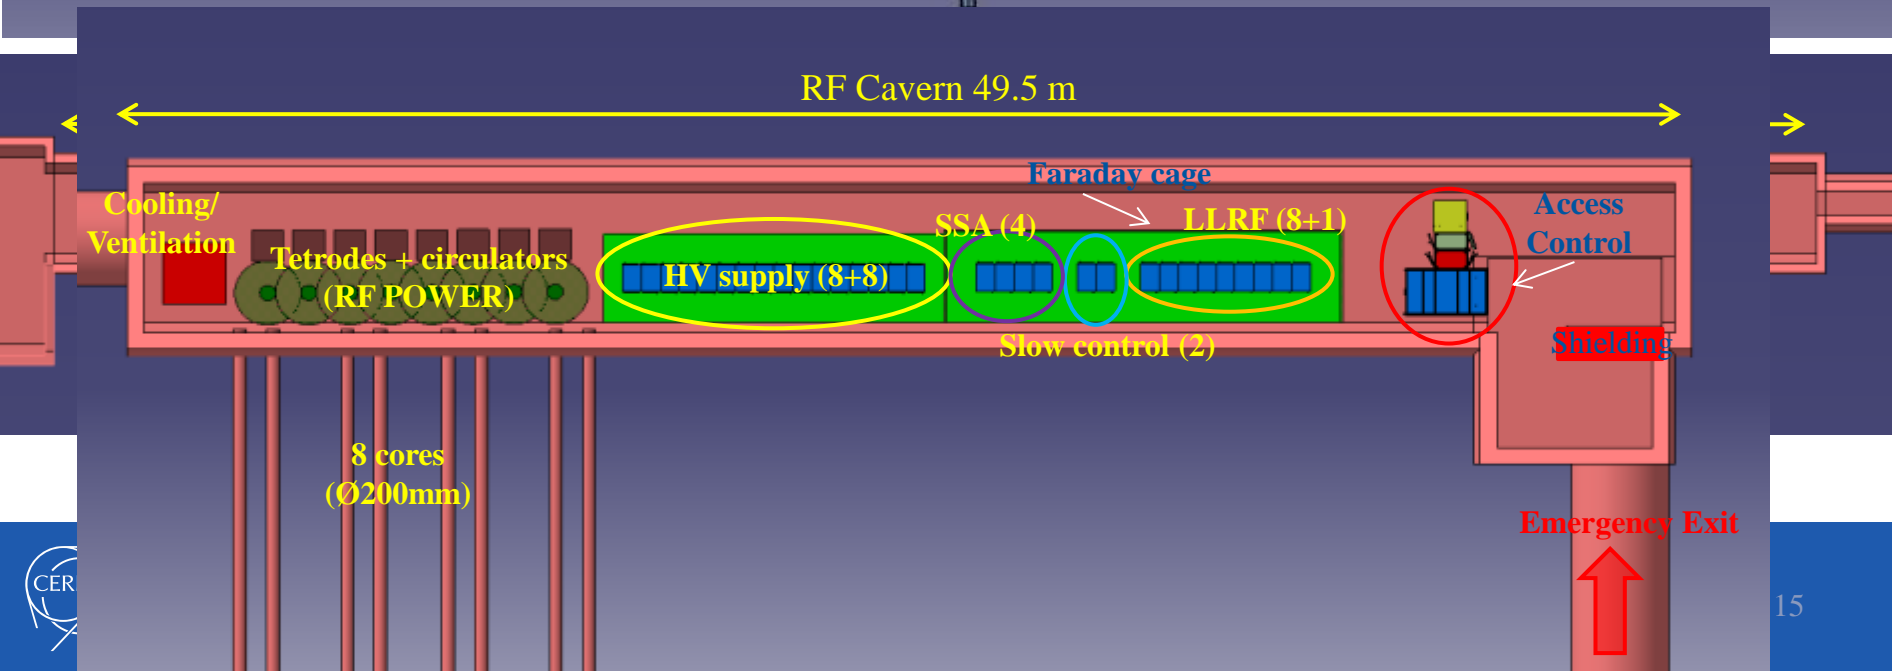 RF Cavern 49.5 m
Faraday cage
Cooling/
Ventilation
SSA (4)
LLRF (8+1)
Access
Control
Tetrodes + circulators
(RF POWER)
HV supply (8+8)
Slow control (2)
Shielding
8 cores
(Ø200mm)
Emergency Exit
CER
15